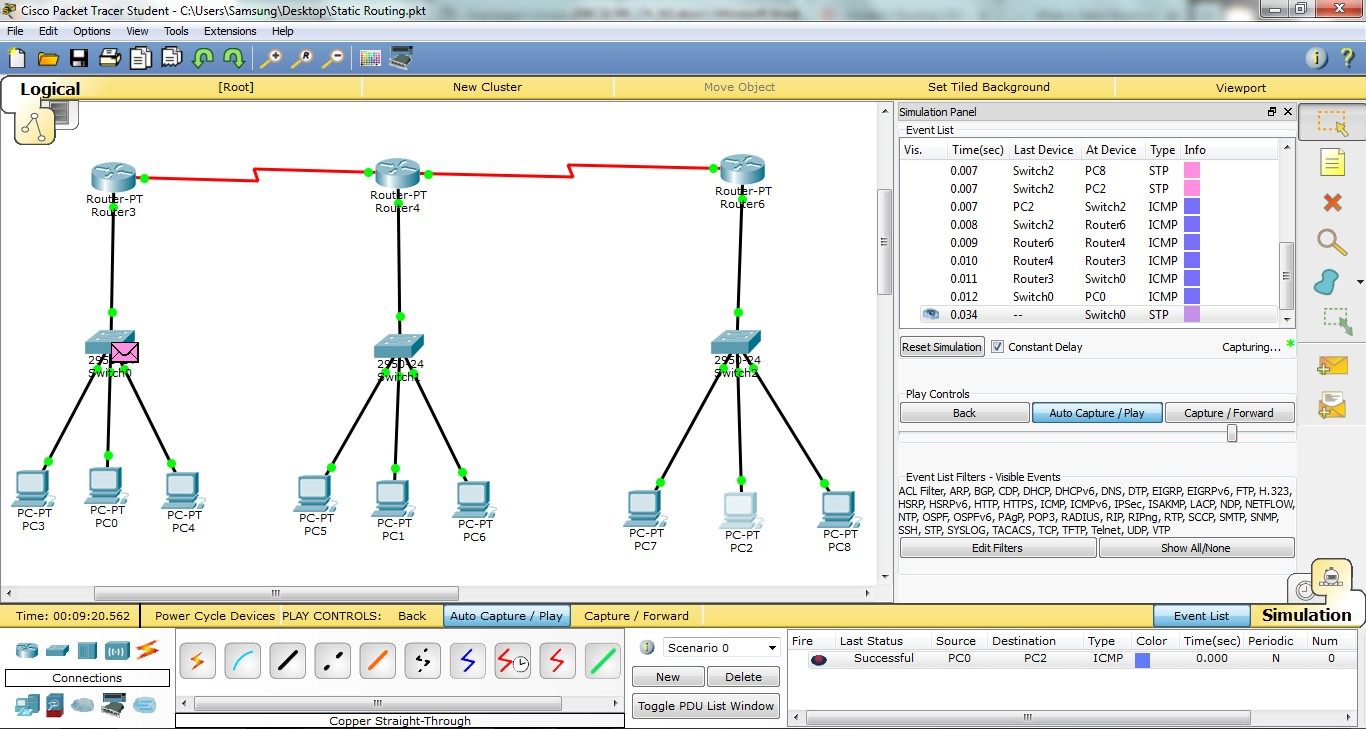 Cisco Packet Tracer Student - C:\Users\Samsung\Desktop\Static Routing.pkt
File Edit Options View Tools Extensions Help
Logical [Root] New Cluster Move Object Set Tiled Background Viewport
Router-PT
Router3
Router-PT
Router4
Router-PT
Router6
2950-24
Switch0
2950-24
Switch1
2950-24
Switch2
PC-PT
PC3
PC-PT
PC0
PC-PT
PC4
PC-PT
PC5
PC-PT
PC1
PC-PT
PC6
PC-PT
PC7
PC-PT
PC2
PC-PT
PC8
Simulation Panel
Event List
Vis. Time(sec) Last Device At Device Type Info
0.007 Switch2 PC8 STP
0.007 Switch2 PC2 STP
0.007 PC2 Switch2 ICMP
0.008 Switch2 Router6 ICMP
0.009 Router6 Router4 ICMP
0.010 Router4 Router3 ICMP
0.011 Router3 Switch0 ICMP
0.012 Switch0 PC0 ICMP
0.034 -- Switch0 STP
Reset Simulation Constant Delay Capturing... *
Play Controls
Back Auto Capture / Play Capture / Forward
Event List Filters - Visible Events
ACL Filter, ARP, BGP, CDP, DHCP, DHCPv6, DNS, DTP, EIGRP, EIGRPv6, FTP, H.323,
HSRP, HSRPv6, HTTP, HTTPS, ICMP, ICMPv6, IPSec, ISAKMP, LACP, NDP, NETFLOW,
NTP, OSPF, OSPFv6, PAgP, POP3, RADIUS, RIP, RIPng, RTP, SCCP, SMTP, SNMP,
SSH, STP, SYSLOG, TACACS, TCP, TFTP, Telnet, UDP, VTP
Edit Filters Show All/None
Time: 00:09:20.562 Power Cycle Devices PLAY CONTROLS: Back Auto Capture / Play Capture / Forward Event List Simulation
Connections
Copper Straight-Through
Scenario 0
New Delete
Toggle PDU List Window
Fire Last Status Source Destination Type Color Time(sec) Periodic Num
Successful PC0 PC2 ICMP 0.000 N 0